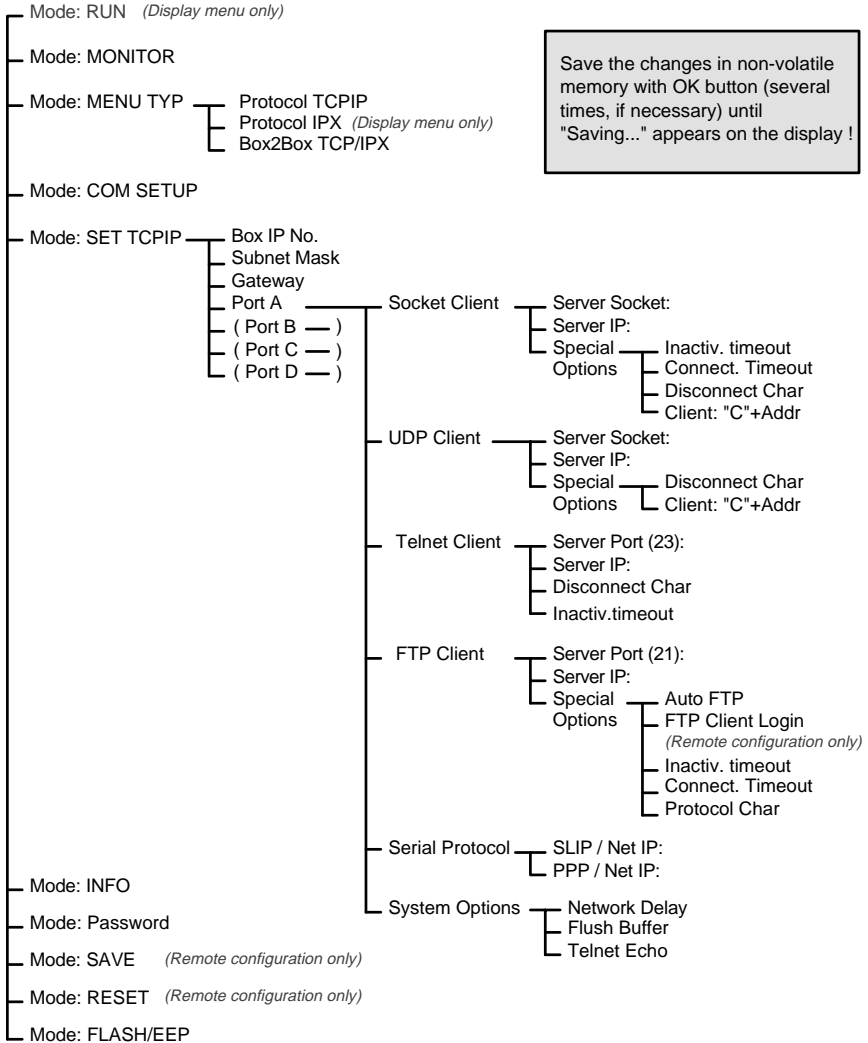 Mode: RUN (Display menu only)
Mode: MONITOR
Save the changes in non-volatile
memory with OK button (several
times, if necessary) until
"Saving..." appears on the display !
Mode: MENU TYP
Protocol TCPIP
Protocol IPX (Display menu only)
Box2Box TCP/IPX
Mode: COM SETUP
Mode: SET TCPIP
Box IP No.
Subnet Mask
Gateway
Port A
( Port B )
( Port C )
( Port D )
Socket Client
Server Socket:
Server IP:
Special
Options
Inactiv. timeout
Connect. Timeout
Disconnect Char
Client: "C"+Addr
UDP Client
Server Socket:
Server IP:
Special
Options
Disconnect Char
Client: "C"+Addr
Telnet Client
Server Port (23):
Server IP:
Disconnect Char
Inactiv.timeout
FTP Client
Server Port (21):
Server IP:
Special
Options
Auto FTP
FTP Client Login
(Remote configuration only)
Inactiv. timeout
Connect. Timeout
Protocol Char
Serial Protocol
SLIP / Net IP:
PPP / Net IP:
System Options
Network Delay
Flush Buffer
Telnet Echo
Mode: INFO
Mode: Password
Mode: SAVE (Remote configuration only)
Mode: RESET (Remote configuration only)
Mode: FLASH/EEP